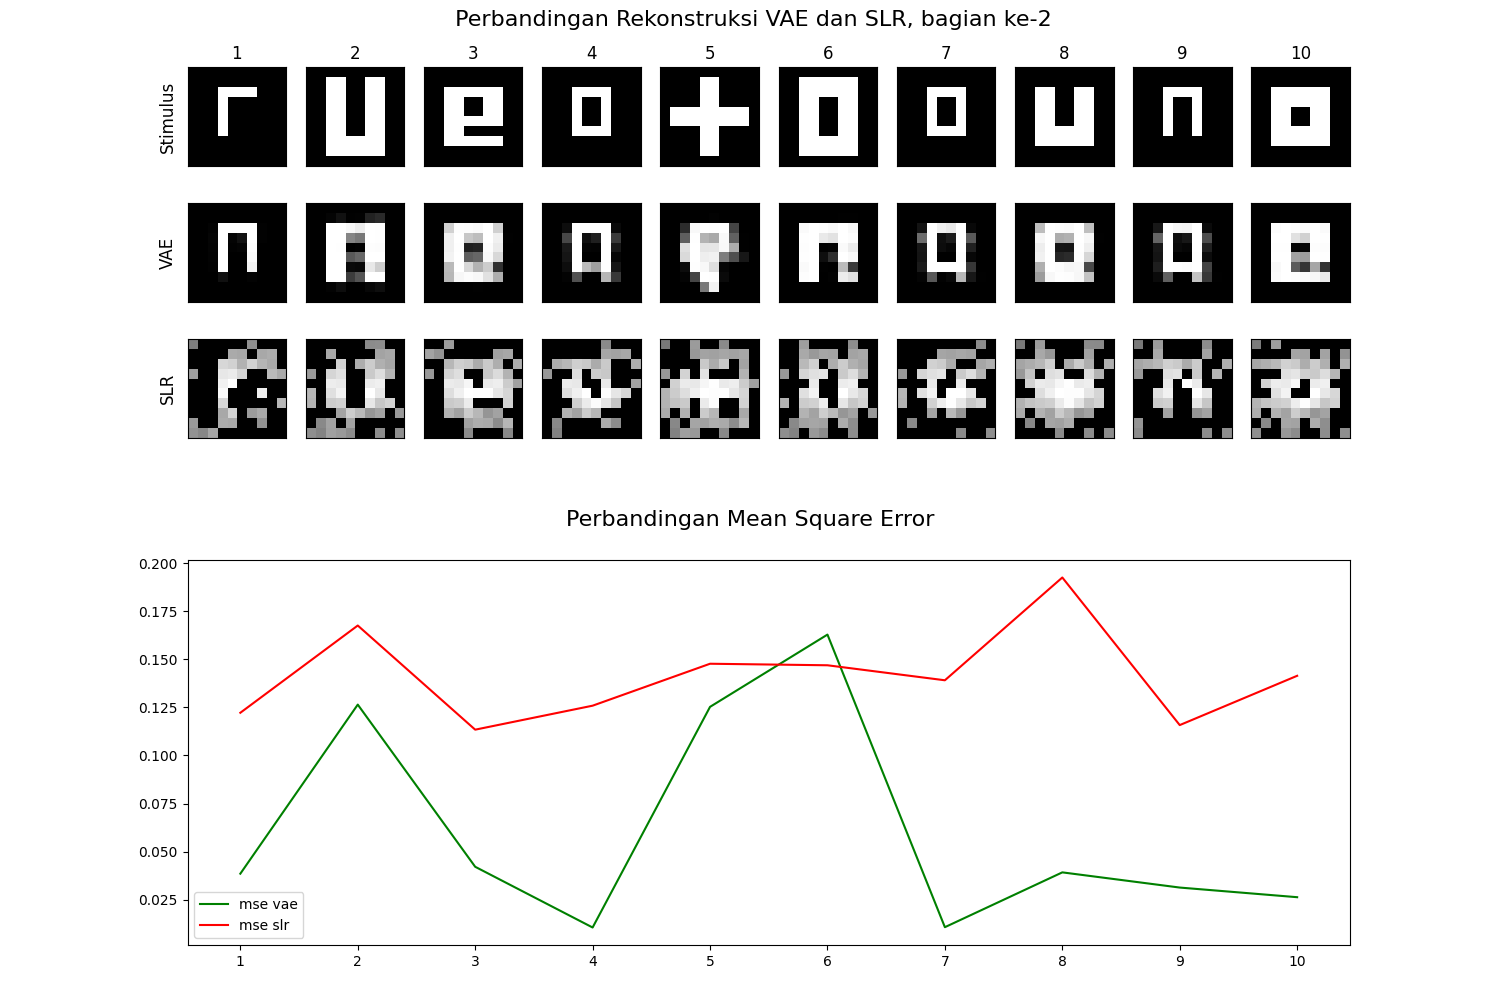 Perbandingan Rekonstruksi VAE dan SLR, bagian ke-2
1 2 3 4 5 6 7 8 9 10
Stimulus
VAE
SLR
Perbandingan Mean Square Error
0.200
0.175
0.150
0.125
0.100
0.075
0.050
0.025
mse vae
mse slr
1 2 3 4 5 6 7 8 9 10